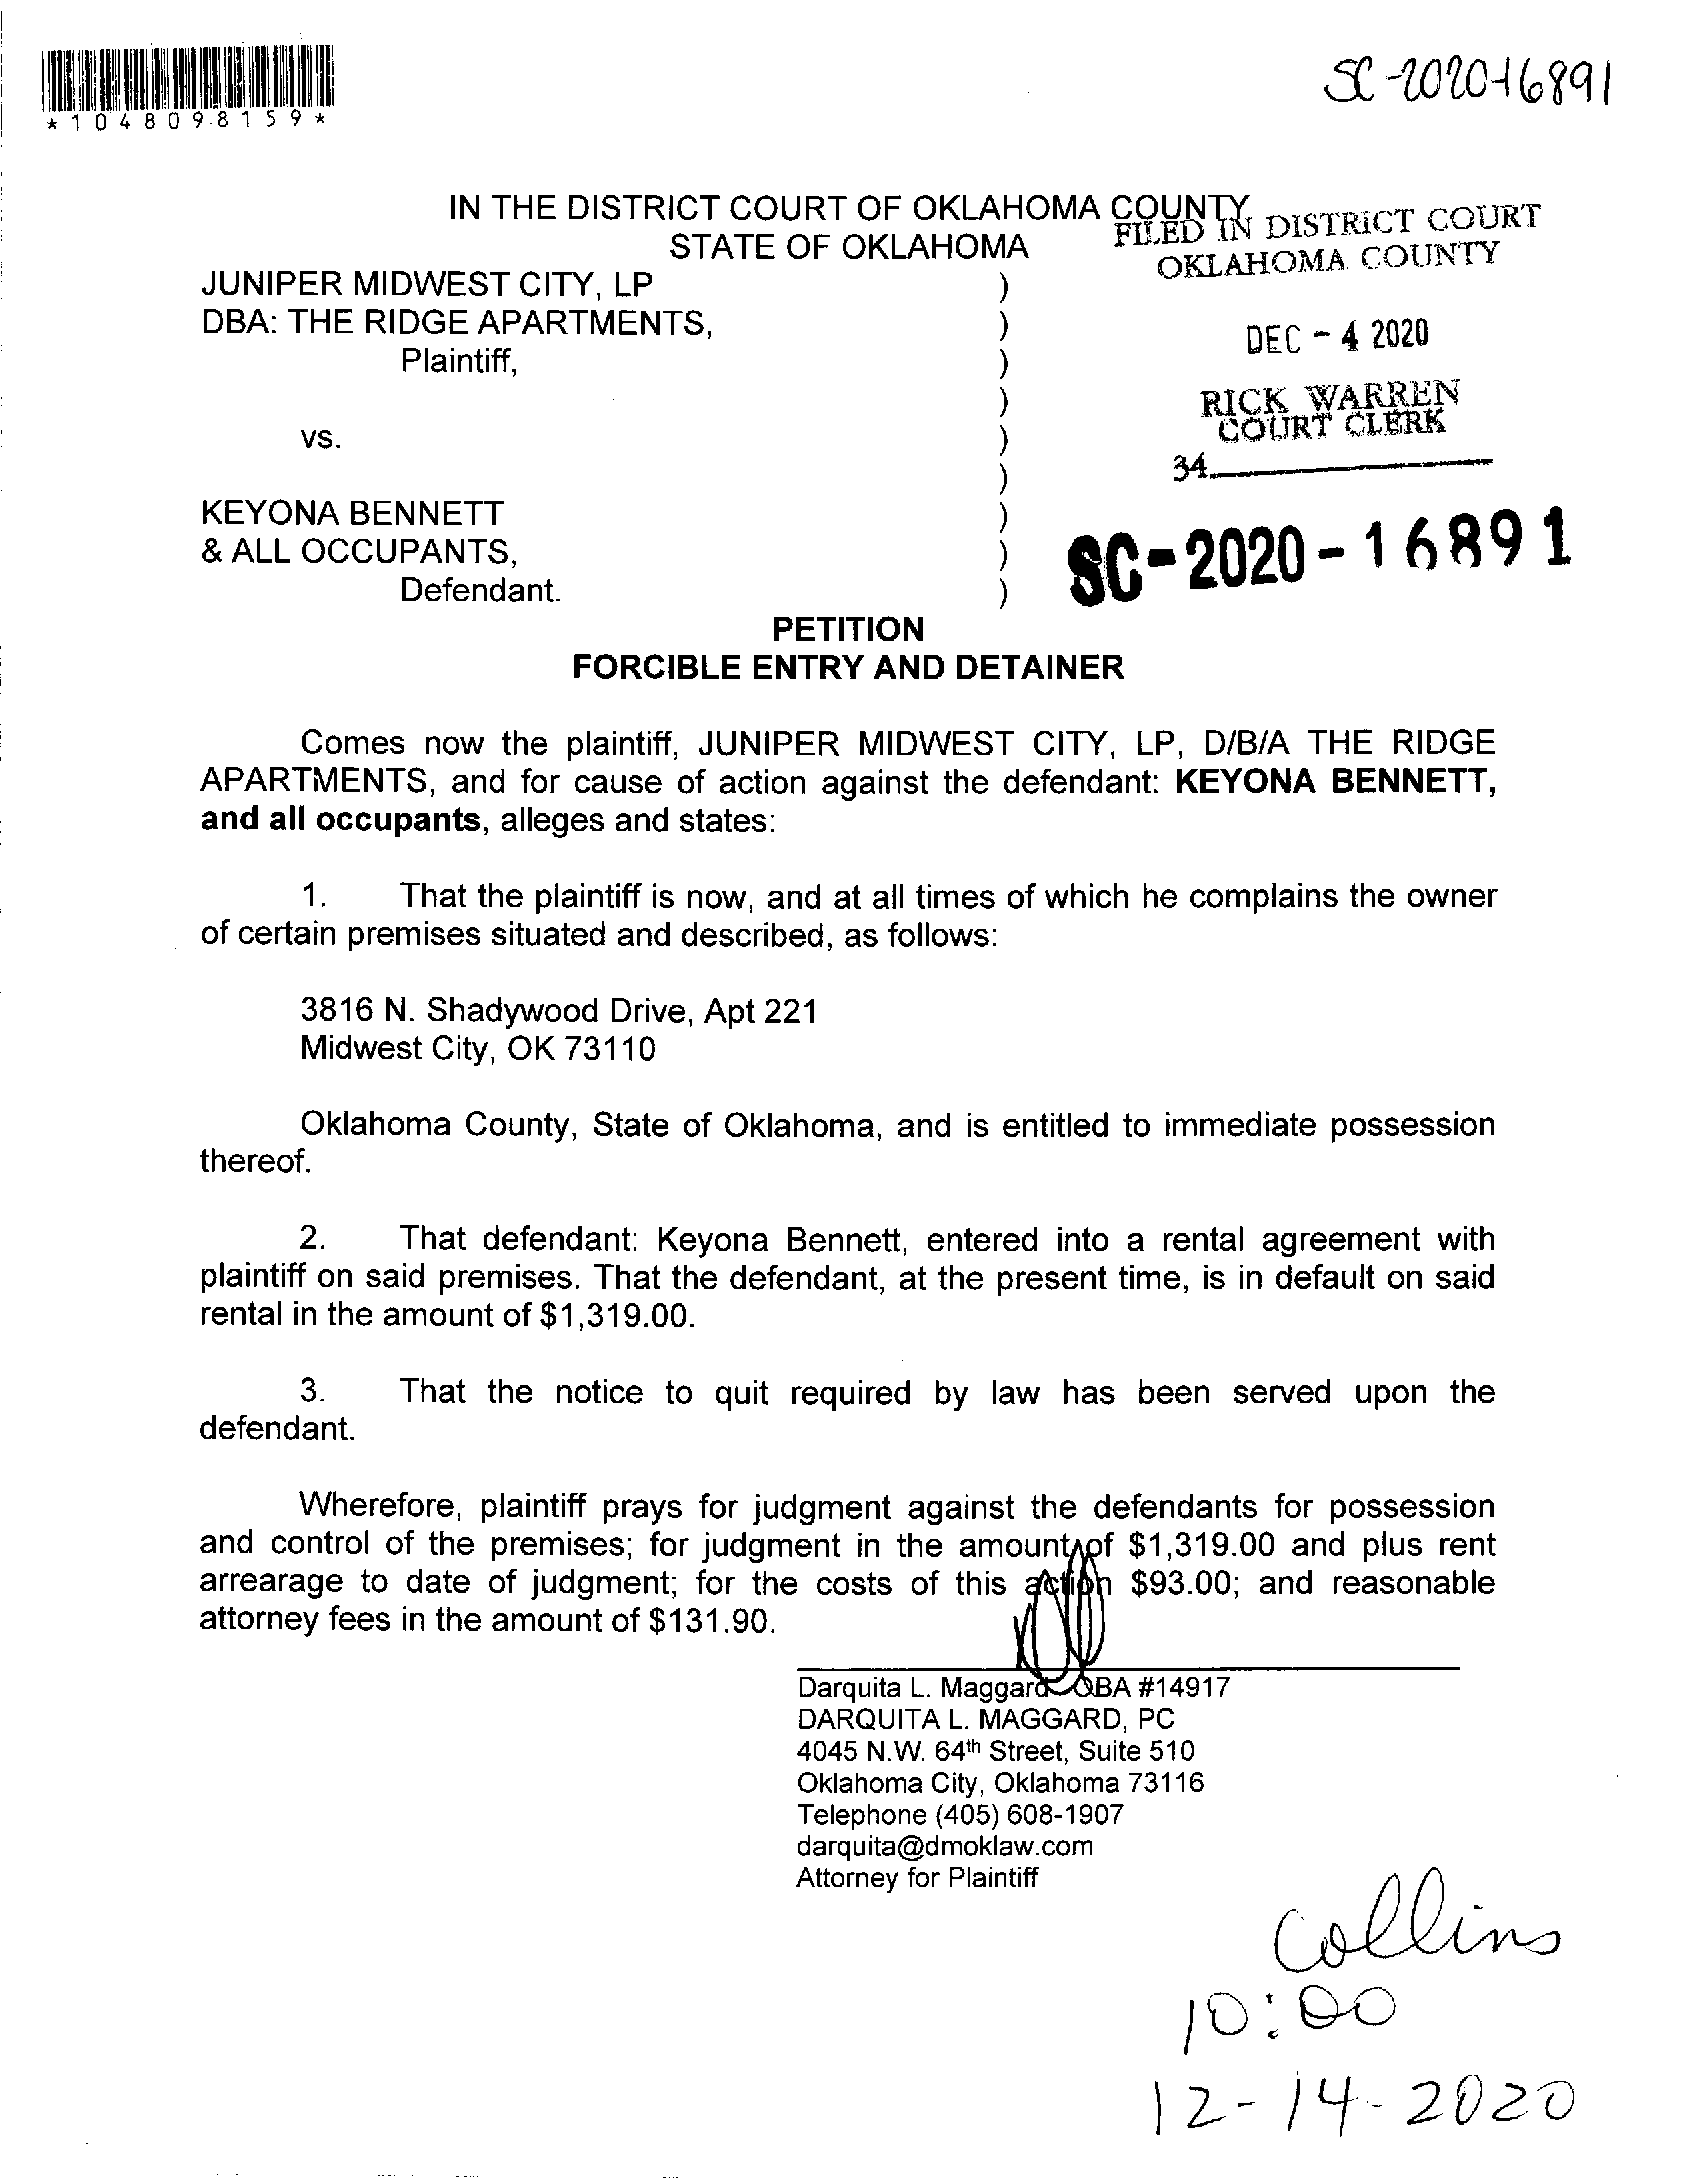 SC-2020-16891
*1048098159*
IN THE DISTRICT COURT OF OKLAHOMA COUNTY
STATE OF OKLAHOMA
FILED IN DISTRICT COURT
OKLAHOMA COUNTY
DEC - 4 2020
RICK WARREN
COURT CLERK
34
SC-2020-16891
JUNIPER MIDWEST CITY, LP )
DBA: THE RIDGE APARTMENTS, )
Plaintiff, )
)
vs. )
)
KEYONA BENNETT )
& ALL OCCUPANTS, )
Defendant. )
PETITION
FORCIBLE ENTRY AND DETAINER
Comes now the plaintiff, JUNIPER MIDWEST CITY, LP, D/B/A THE RIDGE
APARTMENTS, and for cause of action against the defendant: KEYONA BENNETT,
and all occupants, alleges and states:
1. That the plaintiff is now, and at all times of which he complains the owner
of certain premises situated and described, as follows:
3816 N. Shadywood Drive, Apt 221
Midwest City, OK 73110
Oklahoma County, State of Oklahoma, and is entitled to immediate possession
thereof.
2. That defendant: Keyona Bennett, entered into a rental agreement with
plaintiff on said premises. That the defendant, at the present time, is in default on said
rental in the amount of $1,319.00.
3. That the notice to quit required by law has been served upon the
defendant.
Wherefore, plaintiff prays for judgment against the defendants for possession
and control of the premises; for judgment in the amount of $1,319.00 and plus rent
arrearage to date of judgment; for the costs of this action $93.00; and reasonable
attorney fees in the amount of $131.90.
Darquita L. Maggard OBA #14917
DARQUITA L. MAGGARD, PC
4045 N.W. 64th Street, Suite 510
Oklahoma City, Oklahoma 73116
Telephone (405) 608-1907
darquita@dmoklaw.com
Attorney for Plaintiff
Collins
10:00
12-14-2020